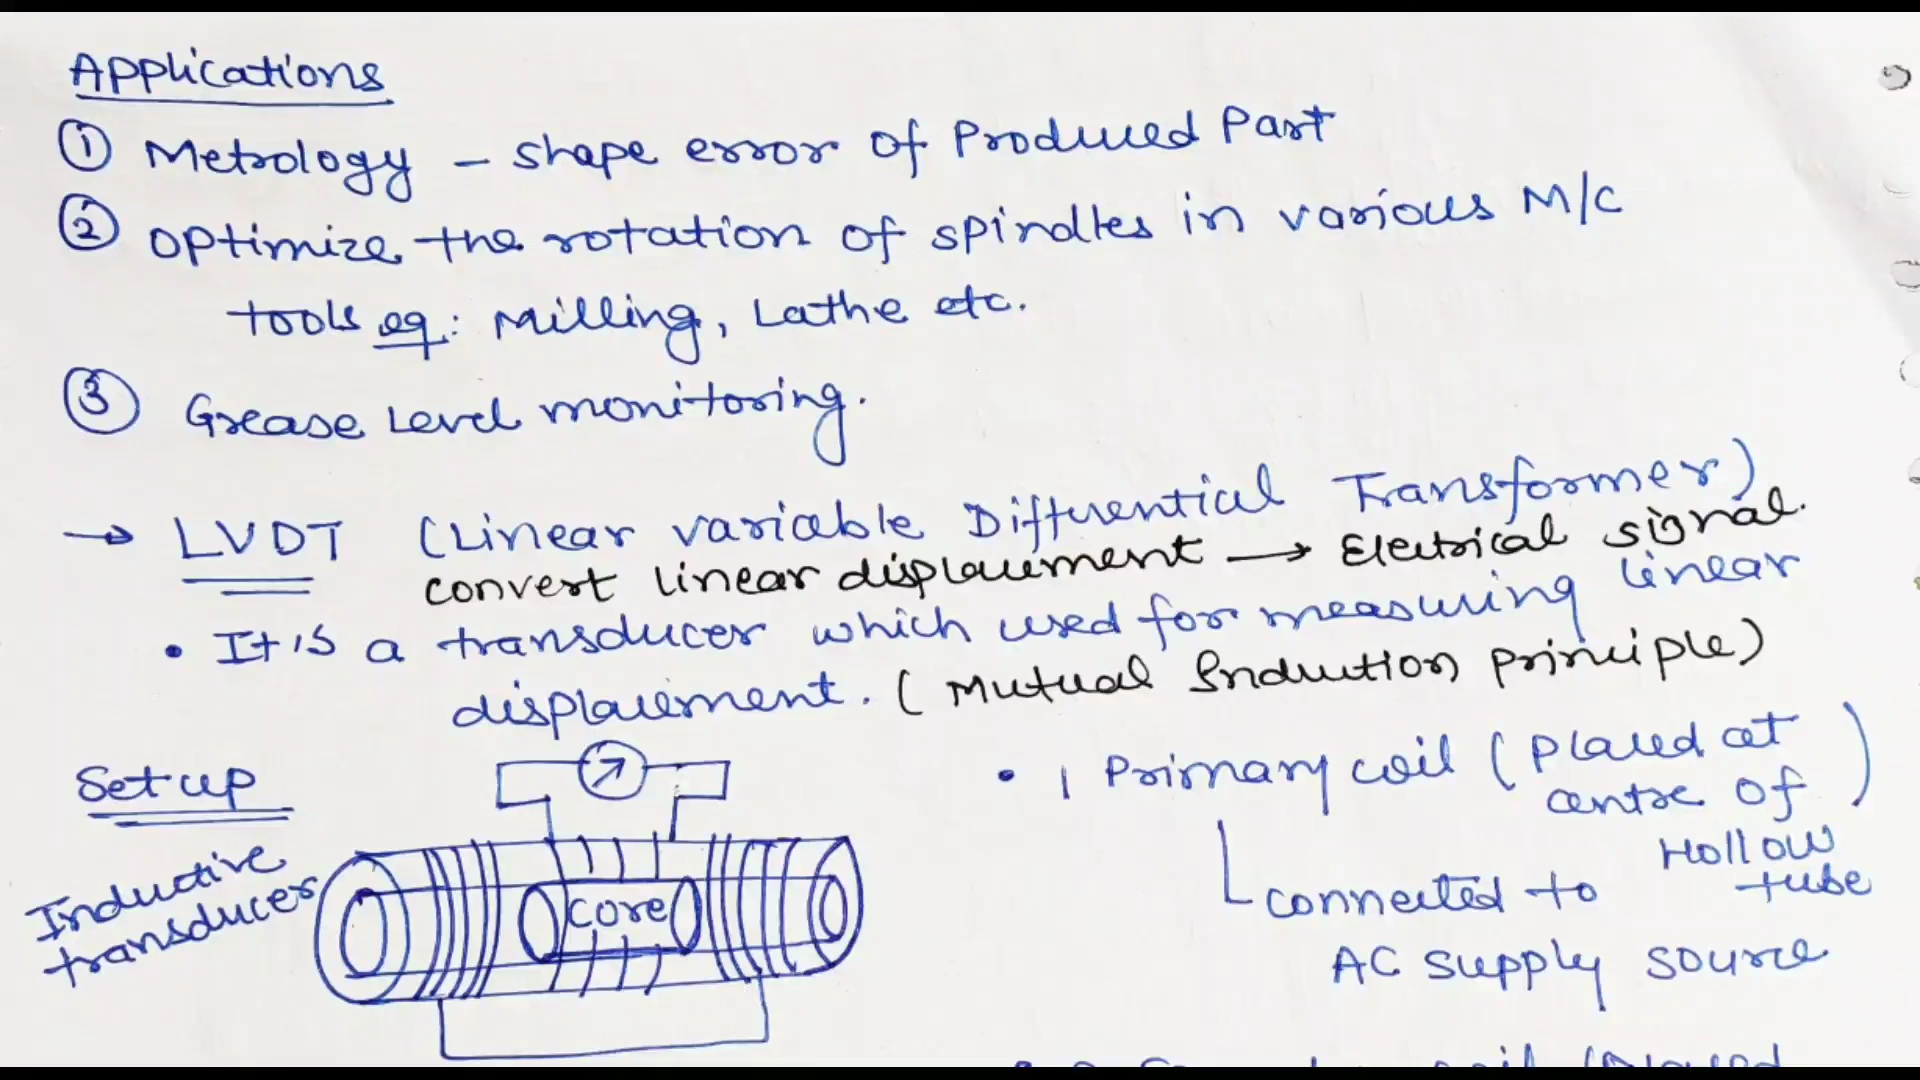 Applications
① Metrology - shape error of Produced Part
② Optimize the rotation of spindles in various M/C
tools eg: Milling, Lathe etc.
③ Grease Level monitoring.
→ LVDT (Linear variable Differential Transformer)
convert linear displacement → Electrical signal.
• It is a transducer which used for measuring linear
displacement. (Mutual Induction principle)
Set up
Inductive
transducer
core
• 1 Primary coil (Placed at
centre of)
Hollow
tube
connected to
AC supply source